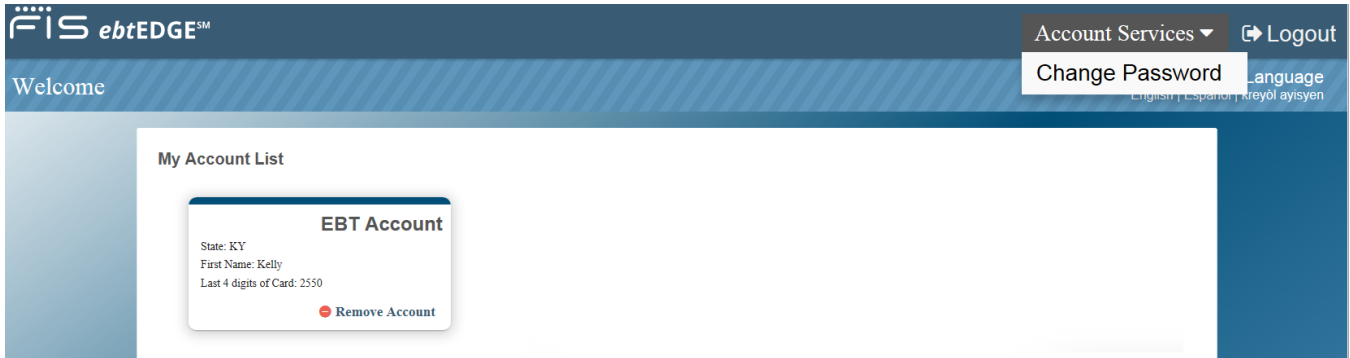 FIS ebtEDGE℠
Account Services
Logout
Change Password
Welcome
Language
English | Español | kreyòl ayisyen
My Account List
EBT Account
State: KY
First Name: Kelly
Last 4 digits of Card: 2550
Remove Account